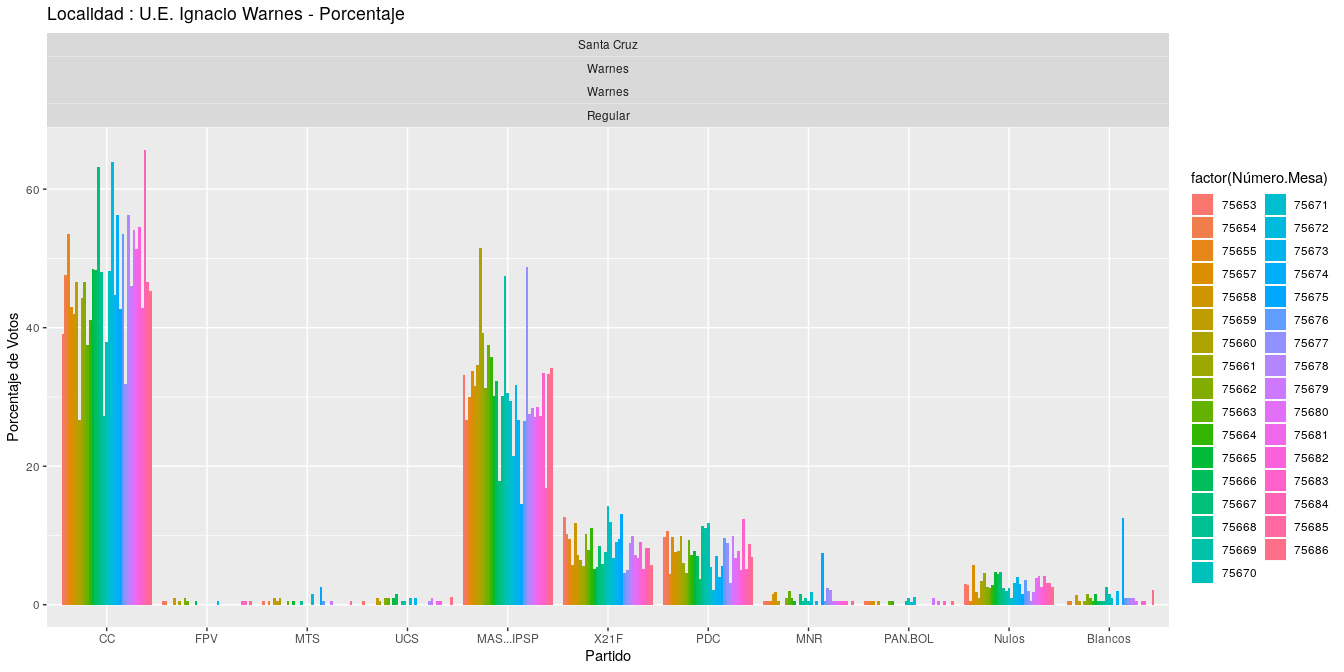 Localidad : U.E. Ignacio Warnes - Porcentaje
Santa Cruz
Warnes
Warnes
Regular
Porcentaje de Votos
60
40
20
0
CC FPV MTS UCS MAS...IPSP X21F PDC MNR PAN.BOL Nulos Blancos
Partido
factor(Número.Mesa)
75653 75671
75654 75672
75655 75673
75657 75674
75658 75675
75659 75676
75660 75677
75661 75678
75662 75679
75663 75680
75664 75681
75665 75682
75666 75683
75667 75684
75668 75685
75669 75686
75670